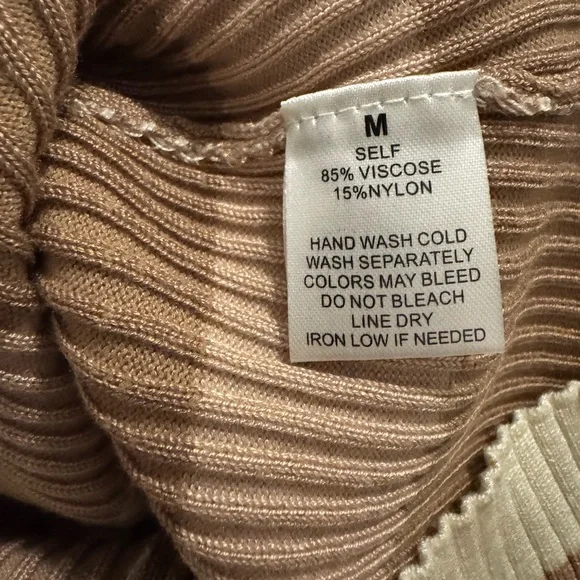 M
SELF
85% VISCOSE
15%NYLON
HAND WASH COLD
WASH SEPARATELY
COLORS MAY BLEED
DO NOT BLEACH
LINE DRY
IRON LOW IF NEEDED